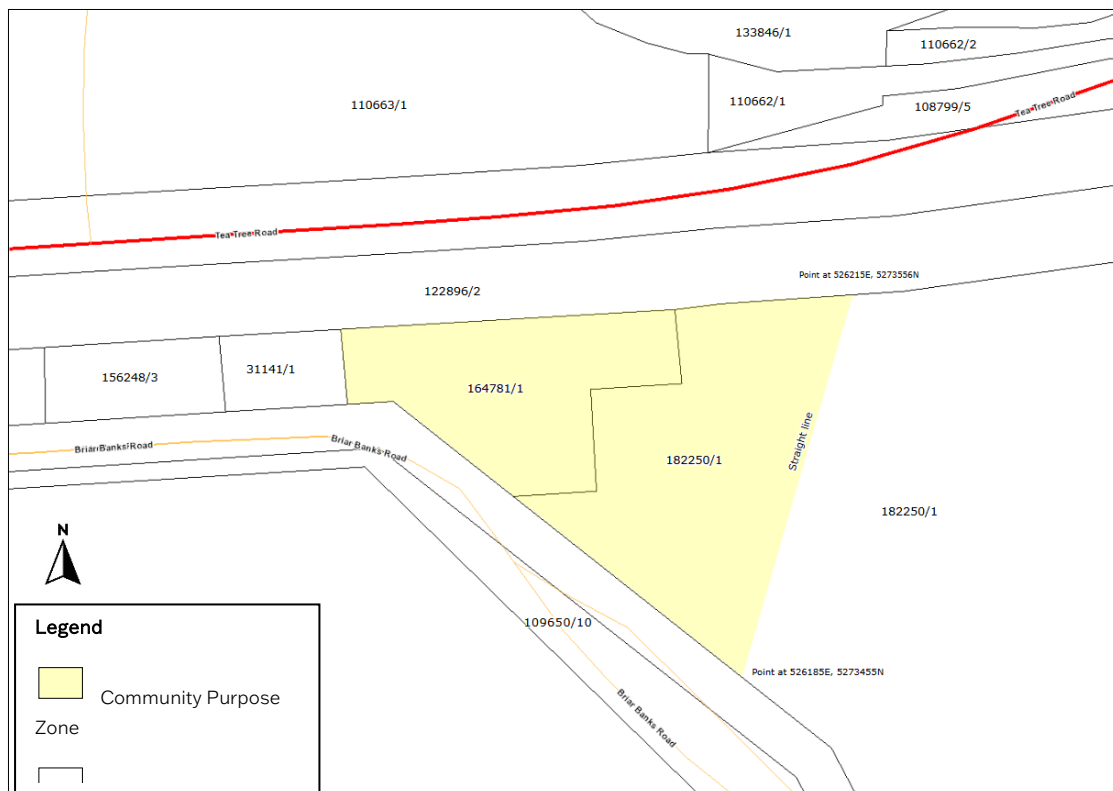 133846/1
110662/2
110663/1
110662/1
108799/5
Tea Tree Road
Tea Tree Road
Point at 526215E, 5273556N
122896/2
156248/3
31141/1
164781/1
Briar Banks Road
Briar Banks Road
Straight line
182250/1
182250/1
N
109650/10
Point at 526185E, 5273455N
Briar Banks Road
Legend
Community Purpose
Zone